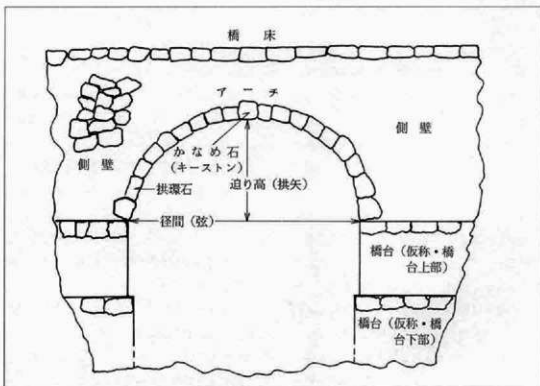 橋床
アーチ
側壁
側壁
かなめ石
(キーストン)
拱環石
迫り高(拱矢)
径間(弦)
橋台(仮称・橋
台上部)
橋台(仮称・橋
台下部)